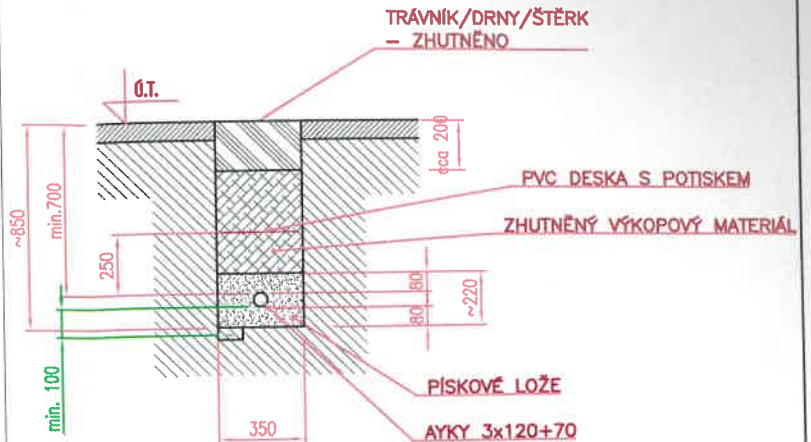 TRÁVNÍK/DRNY/ŠTĚRK
- ZHUTNĚNO
Ú.T.
cca 200
PVC DESKA S POTISKEM
ZHUTNĚNÝ VÝKOPOVÝ MATERIÁL
~850
min.700
250
80
80
~220
min. 100
350
PÍSKOVÉ LOŽE
AYKY 3x120+70